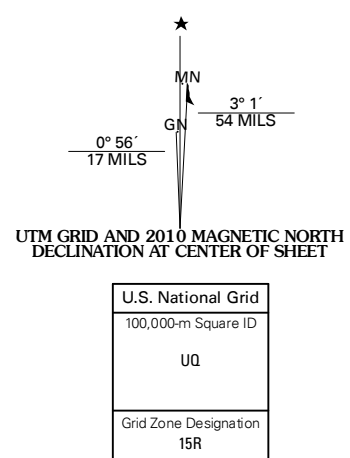 ★
MN
3° 1´
54 MILS
GN
0° 56´
17 MILS
UTM GRID AND 2010 MAGNETIC NORTH
DECLINATION AT CENTER OF SHEET
U.S. National Grid
100,000-m Square ID
UQ
Grid Zone Designation
15R